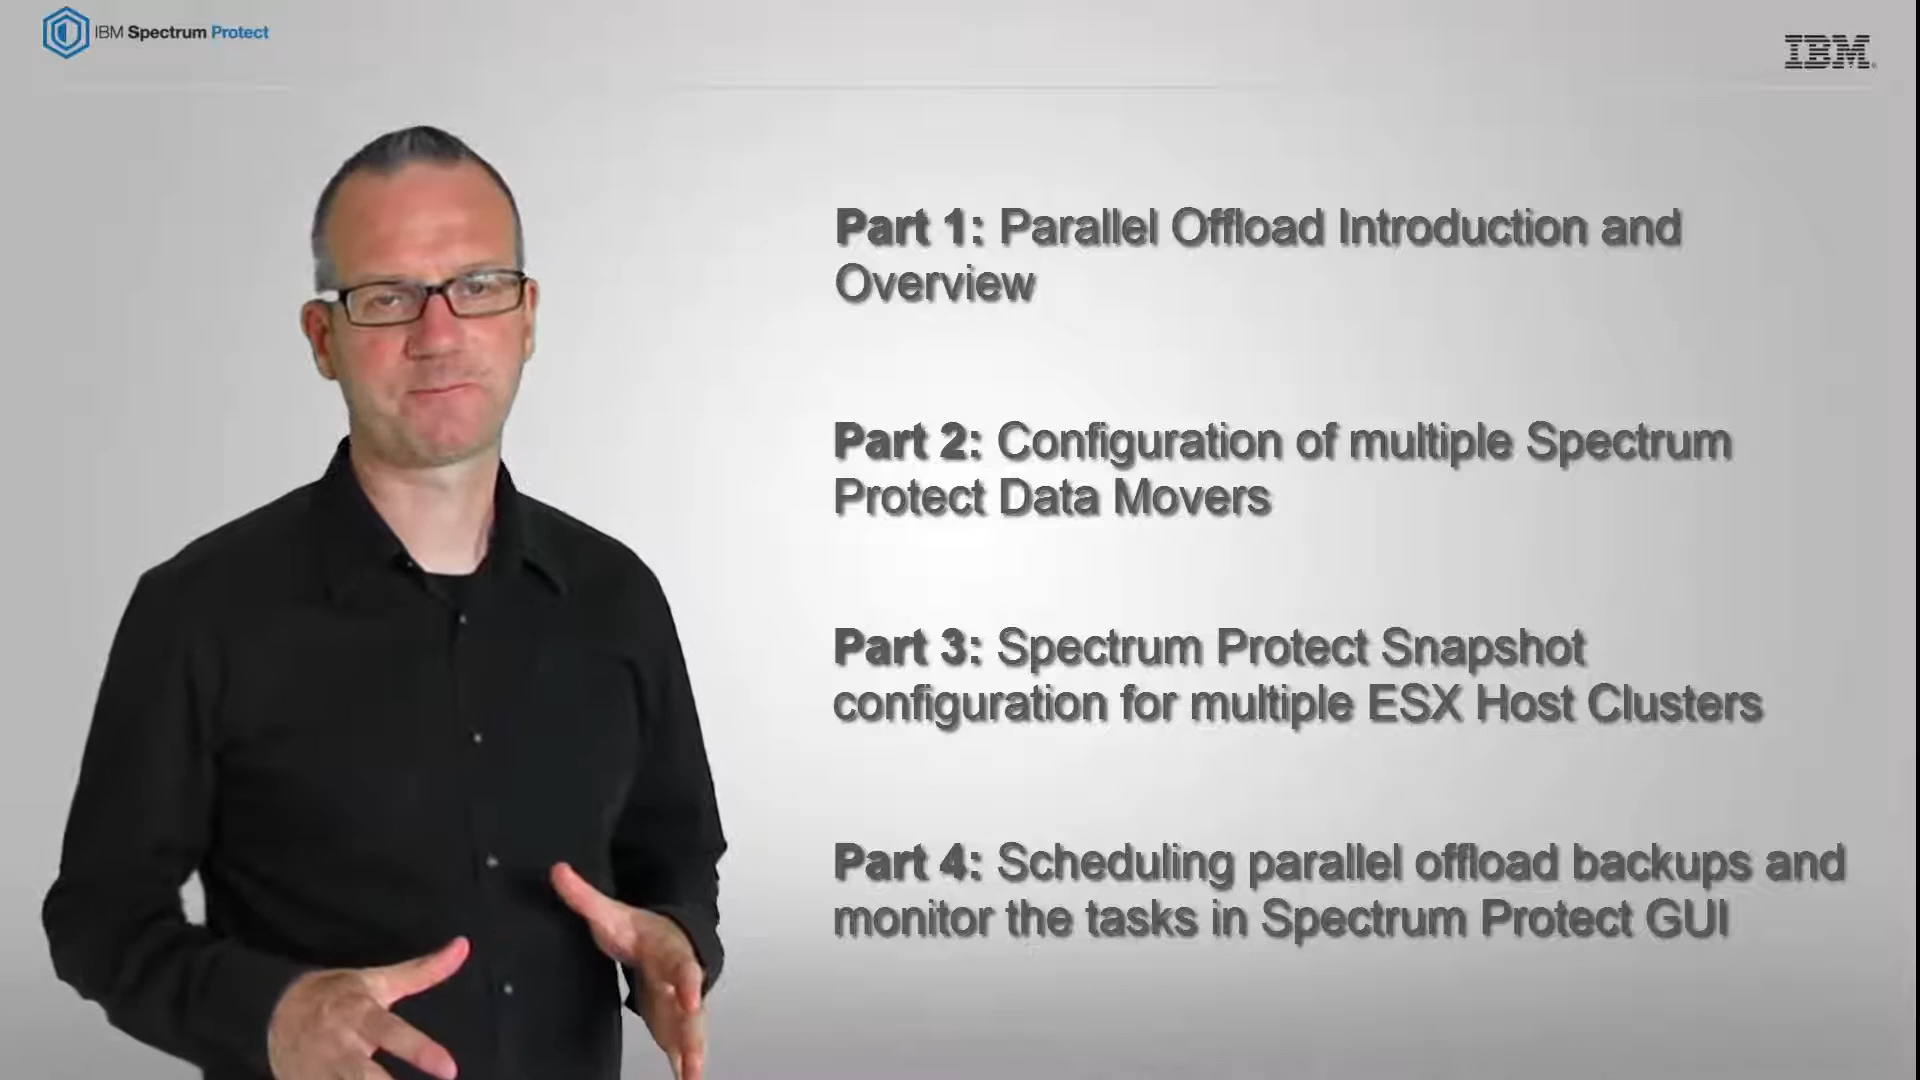 IBM Spectrum Protect
IBM
Part 1: Parallel Offload Introduction and
Overview
Part 2: Configuration of multiple Spectrum
Protect Data Movers
Part 3: Spectrum Protect Snapshot
configuration for multiple ESX Host Clusters
Part 4: Scheduling parallel offload backups and
monitor the tasks in Spectrum Protect GUI